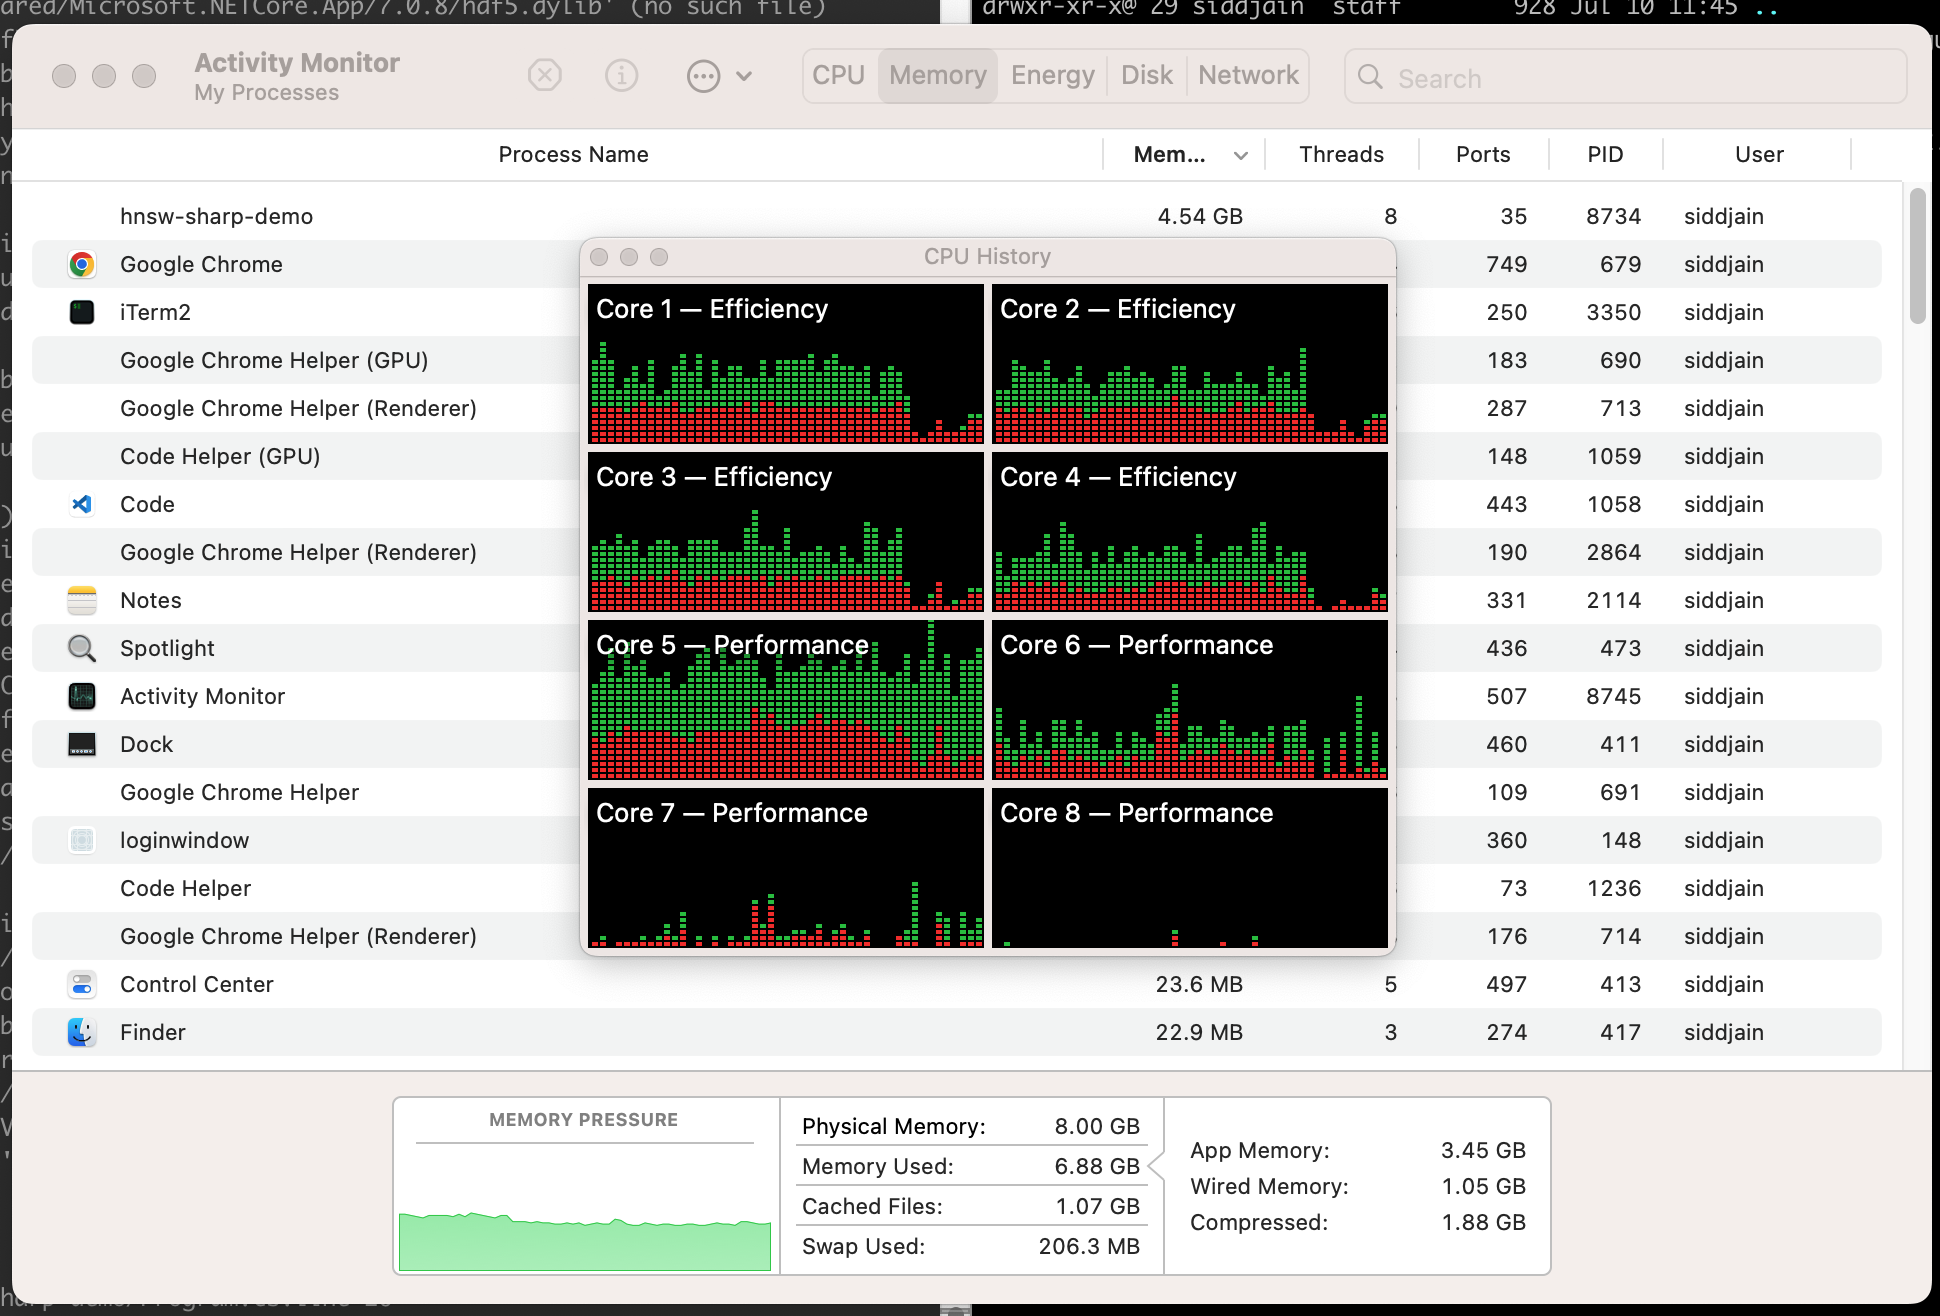 ared/Microsoft.NETCore.App/7.0.8/hdf5.dylib' (no such file)
drwxr-xr-x@ 29 siddjain staff 928 Jul 10 11:45 ..
Activity Monitor
My Processes
CPU Memory Energy Disk Network
Search
Process Name Mem... Threads Ports PID User
hnsw-sharp-demo 4.54 GB 8 35 8734 siddjain
Google Chrome 749 679 siddjain
iTerm2 250 3350 siddjain
Google Chrome Helper (GPU) 183 690 siddjain
Google Chrome Helper (Renderer) 287 713 siddjain
Code Helper (GPU) 148 1059 siddjain
Code 443 1058 siddjain
Google Chrome Helper (Renderer) 190 2864 siddjain
Notes 331 2114 siddjain
Spotlight 436 473 siddjain
Activity Monitor 507 8745 siddjain
Dock 460 411 siddjain
Google Chrome Helper 109 691 siddjain
loginwindow 360 148 siddjain
Code Helper 73 1236 siddjain
Google Chrome Helper (Renderer) 176 714 siddjain
Control Center 23.6 MB 5 497 413 siddjain
Finder 22.9 MB 3 274 417 siddjain
CPU History
Core 1 — Efficiency
Core 2 — Efficiency
Core 3 — Efficiency
Core 4 — Efficiency
Core 5 — Performance
Core 6 — Performance
Core 7 — Performance
Core 8 — Performance
MEMORY PRESSURE
Physical Memory: 8.00 GB
Memory Used: 6.88 GB
Cached Files: 1.07 GB
Swap Used: 206.3 MB
App Memory: 3.45 GB
Wired Memory: 1.05 GB
Compressed: 1.88 GB